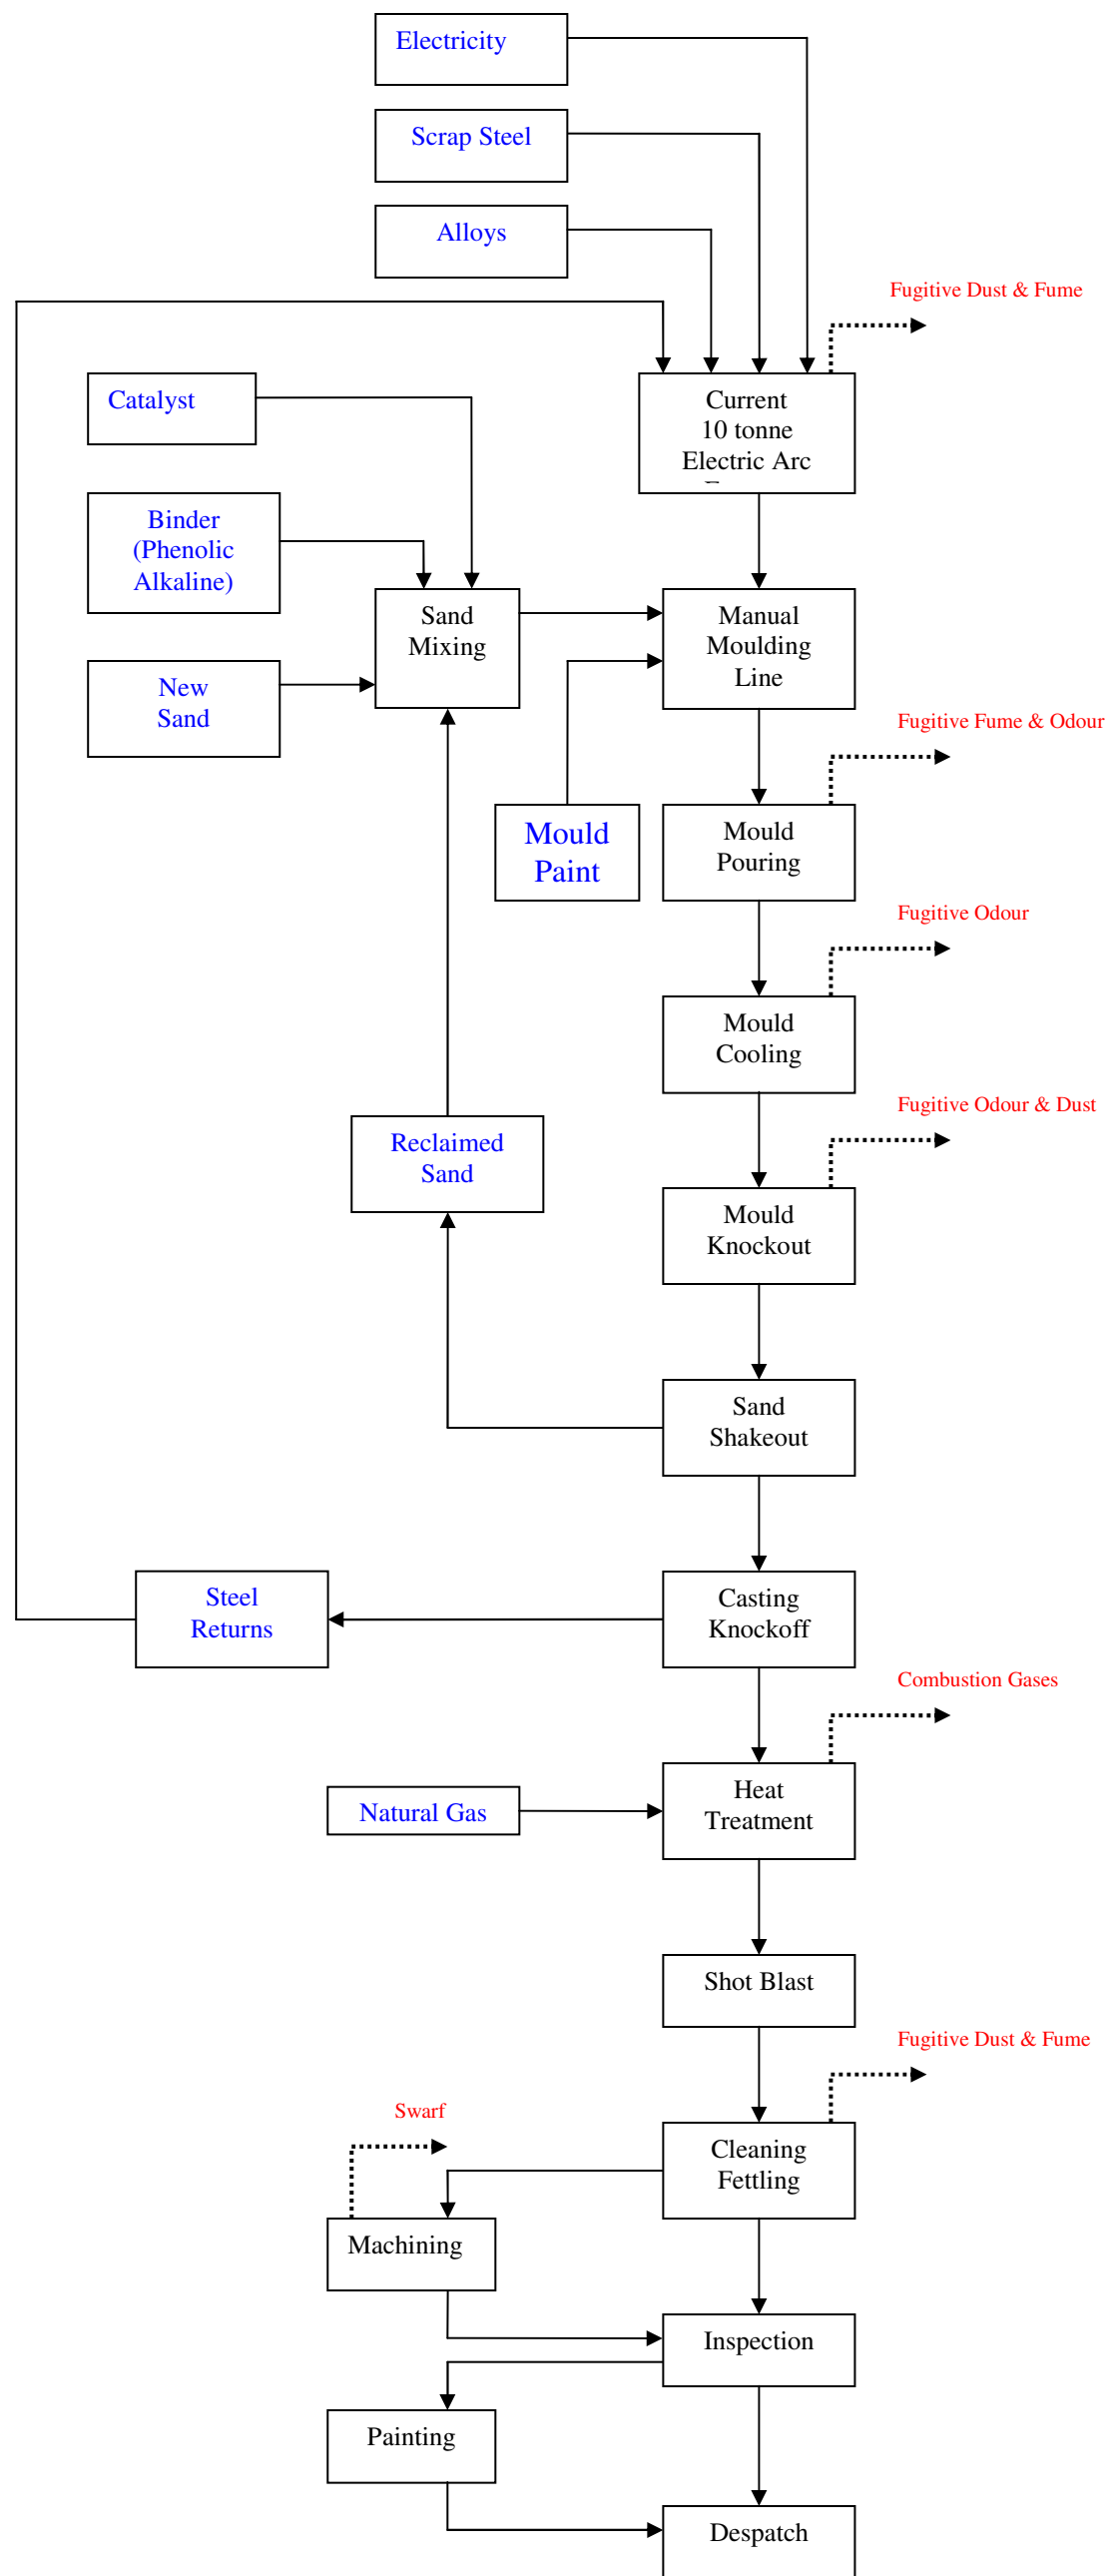 Electricity
Scrap Steel
Alloys
Fugitive Dust & Fume
Catalyst
Current
10 tonne
Electric Arc
Binder
(Phenolic
Alkaline)
Sand
Mixing
Manual
Moulding
Line
New
Sand
Fugitive Fume & Odour
Mould
Paint
Mould
Pouring
Fugitive Odour
Mould
Cooling
Fugitive Odour & Dust
Reclaimed
Sand
Mould
Knockout
Sand
Shakeout
Steel
Returns
Casting
Knockoff
Combustion Gases
Natural Gas
Heat
Treatment
Shot Blast
Fugitive Dust & Fume
Swarf
Cleaning
Fettling
Machining
Inspection
Painting
Despatch